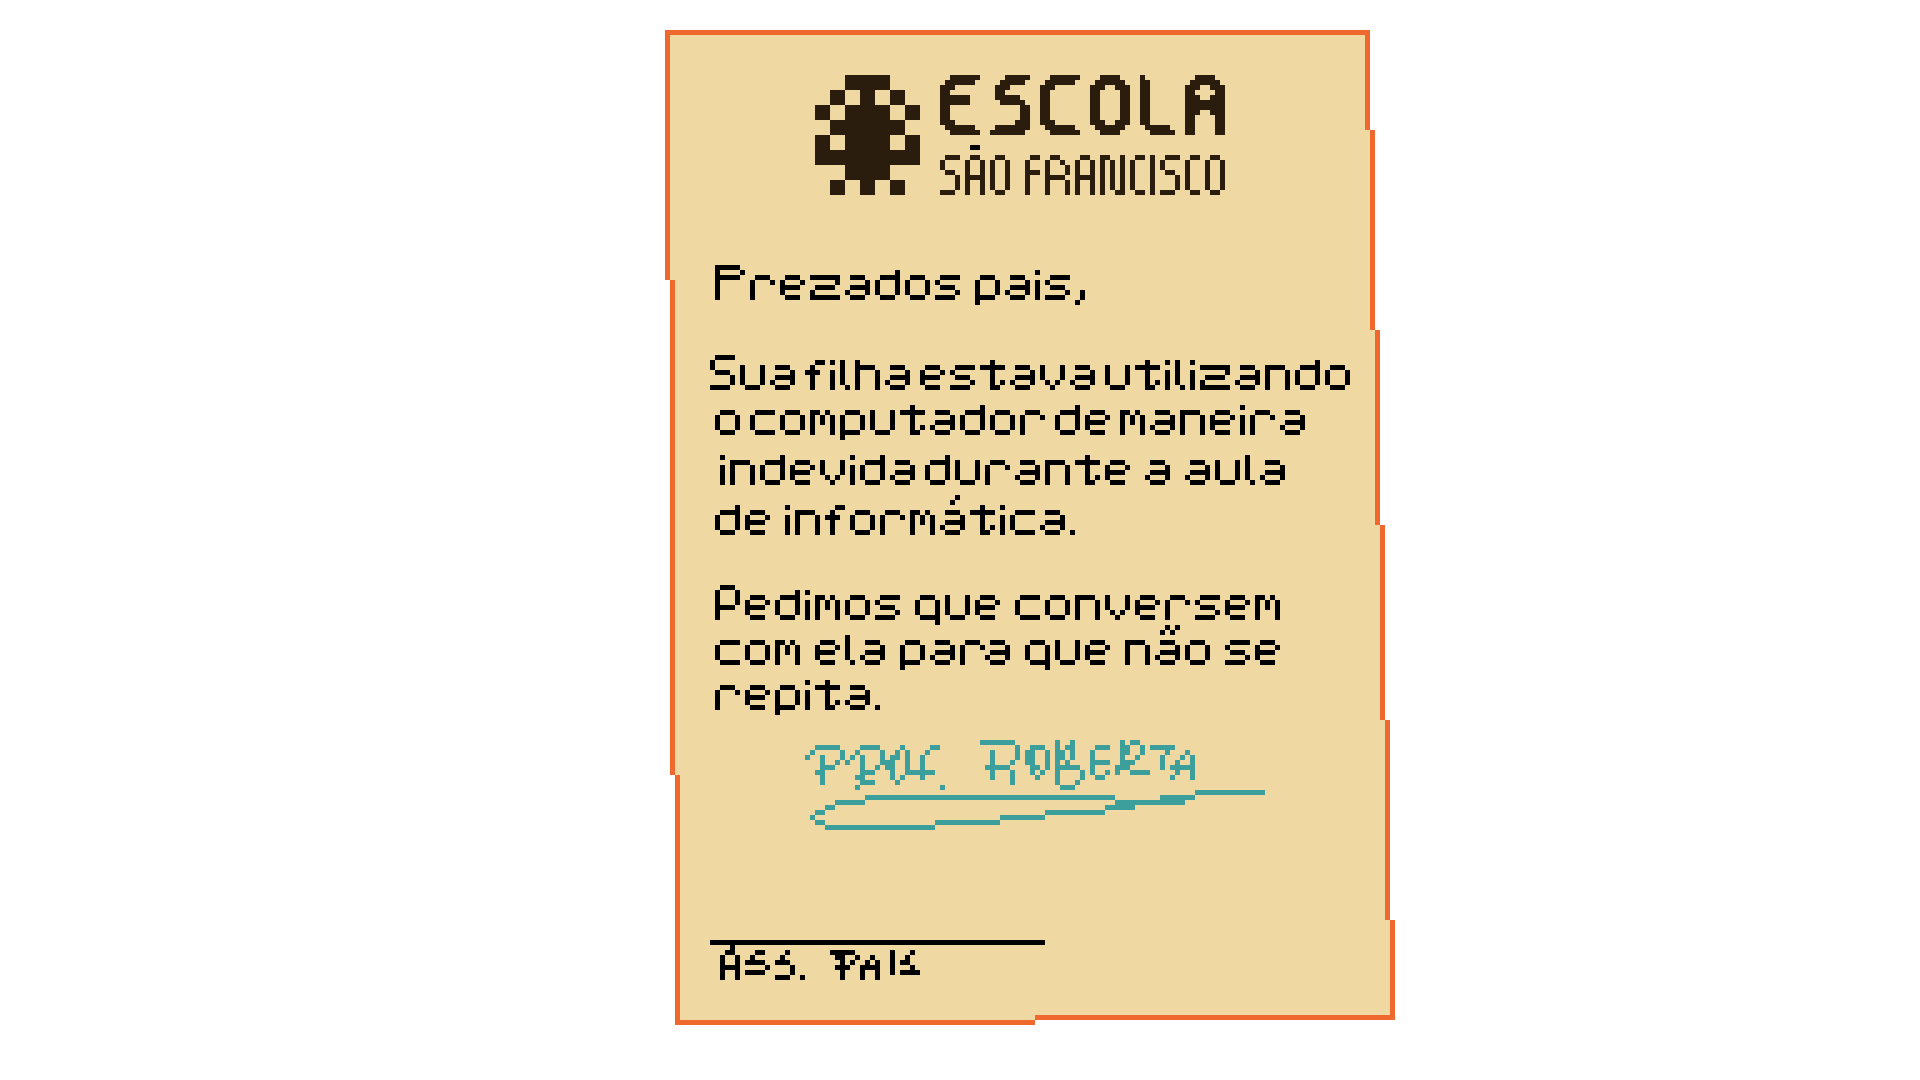 ESCOLA
SÃO FRANCISCO
Prezados pais,
Sua filha estava utilizando
o computador de maneira
indevida durante a aula
de informática.
Pedimos que conversem
com ela para que não se
repita.
PROF. ROBERTA
ASS. PAIS